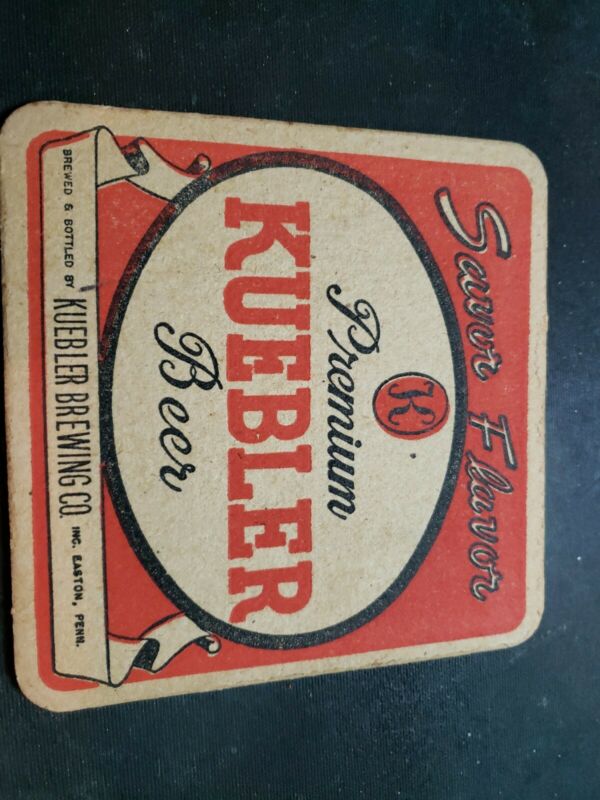 Savor Flavor
K
Premium
KUEBLER
Beer
BREWED & BOTTLED BY KUEBLER BREWING CO. INC. EASTON, PENN.